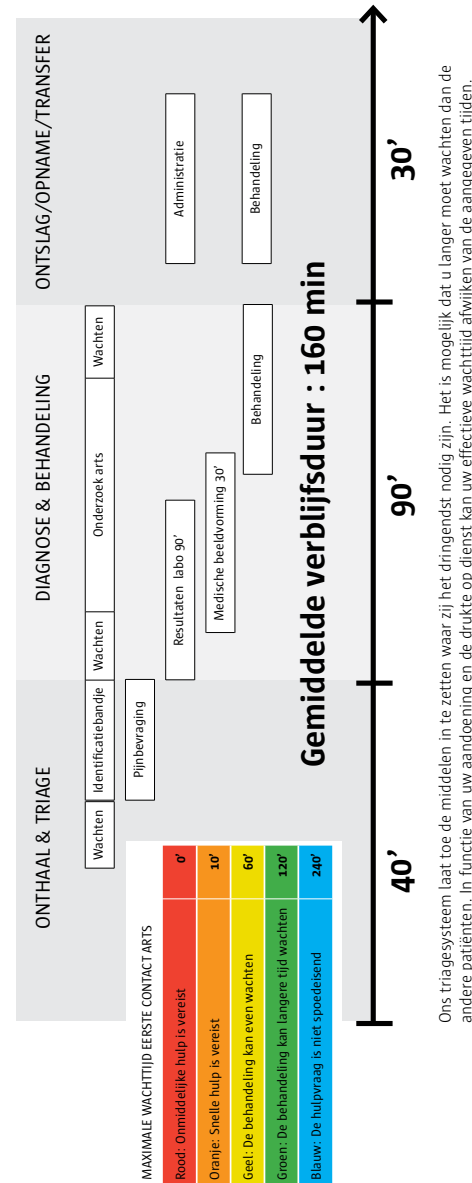 ONTHAAL & TRIAGE
DIAGNOSE & BEHANDELING
ONTSLAG/OPNAME/TRANSFER
Wachten
Identificatiebandje
Wachten
Onderzoek arts
Wachten
Pijnbevraging
Resultaten labo 90’
Administratie
Medische beeldvorming 30’
Behandeling
Behandeling
MAXIMALE WACHTTIJD EERSTE CONTACT ARTS
Rood: Onmiddelijke hulp is vereist 0’
Oranje: Snelle hulp is vereist 10’
Geel: De behandeling kan even wachten 60’
Groen: De behandeling kan langere tijd wachten 120’
Blauw: De hulpvraag is niet spoedeisend 240’
Gemiddelde verblijfsduur : 160 min
40’
90’
30’
Ons triagesysteem laat toe de middelen in te zetten waar zij het dringendst nodig zijn. Het is mogelijk dat u langer moet wachten dan de
andere patiënten. In functie van uw aandoening en de drukte op dienst kan uw effectieve wachttijd afwijken van de aangegeven tijden.